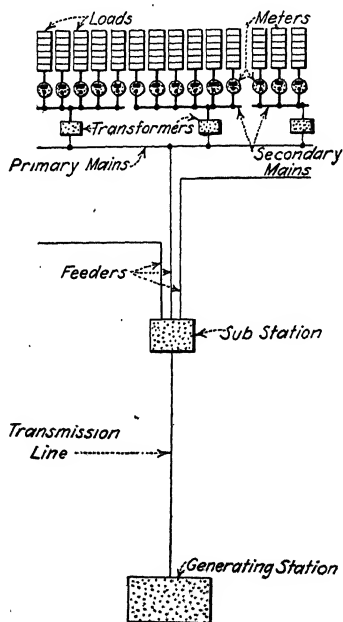 Loads
Meters
Transformers
Primary Mains
Secondary
Mains
Feeders
Sub Station
Transmission
Line
Generating Station